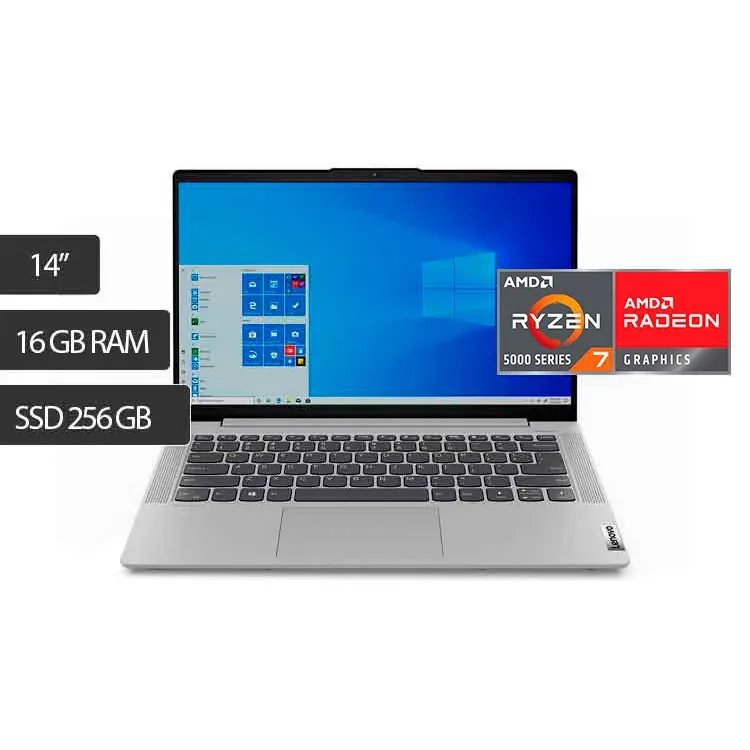 14”
16 GB RAM
SSD 256 GB
AMD
RYZEN
5000 SERIES 7
AMD
RADEON
GRAPHICS
Lenovo